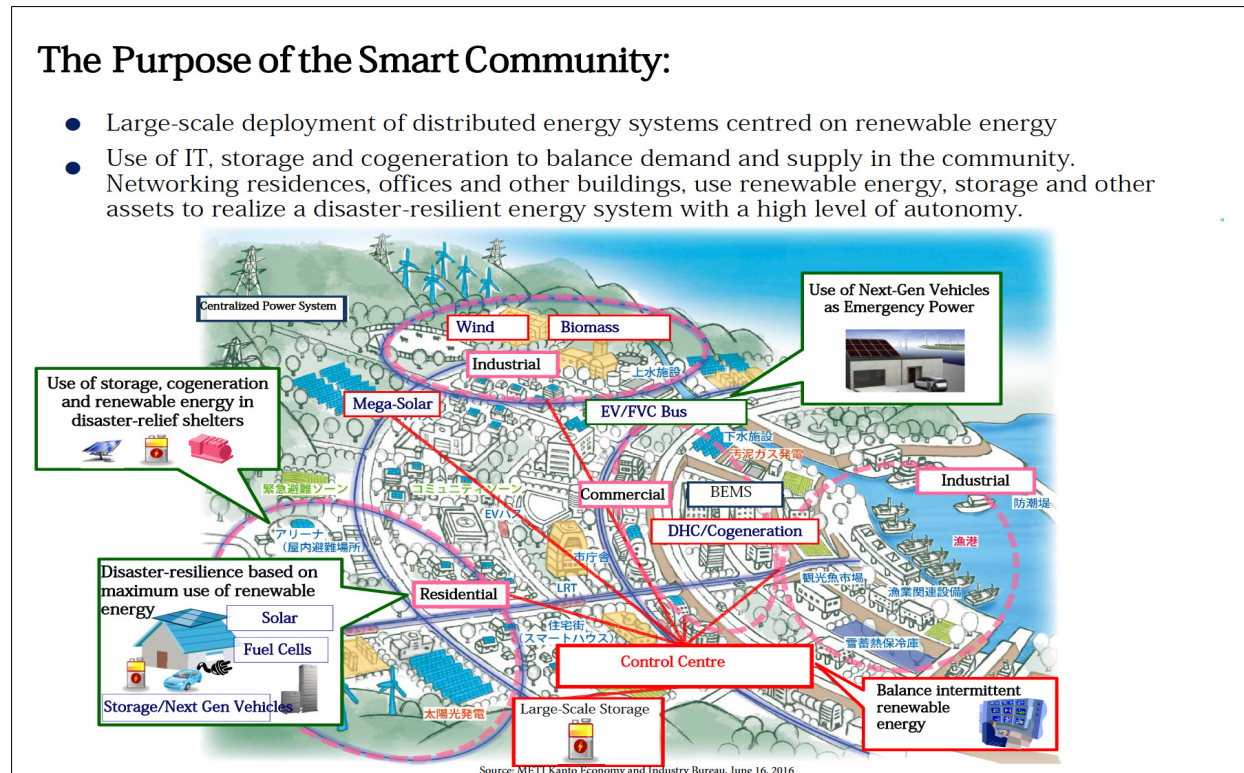 The Purpose of the Smart Community:
Large-scale deployment of distributed energy systems centred on renewable energy
Use of IT, storage and cogeneration to balance demand and supply in the community.
Networking residences, offices and other buildings, use renewable energy, storage and other
assets to realize a disaster-resilient energy system with a high level of autonomy.
Centralized Power System
Wind
Biomass
Industrial
上水施設
Use of Next-Gen Vehicles
as Emergency Power
Use of storage, cogeneration
and renewable energy in
disaster-relief shelters
Mega-Solar
EV/FVC Bus
下水施設
汚泥ガス発電
緊急避難ゾーン
コミュニティゾーン
Commercial
BEMS
Industrial
防潮堤
EVバス
アリーナ
(屋内避難場所)
市庁舎
DHC/Cogeneration
漁港
Disaster-resilience based on
maximum use of renewable
energy
Solar
Fuel Cells
Storage/Next Gen Vehicles
Residential
LRT
観光魚市場
漁業関連設備
住宅街
(スマートハウス)
雪蓄熱保冷庫
Control Centre
太陽光発電
Large-Scale Storage
Balance intermittent
renewable
energy
Source: METI Kanto Economy and Industry Bureau, June 16, 2016